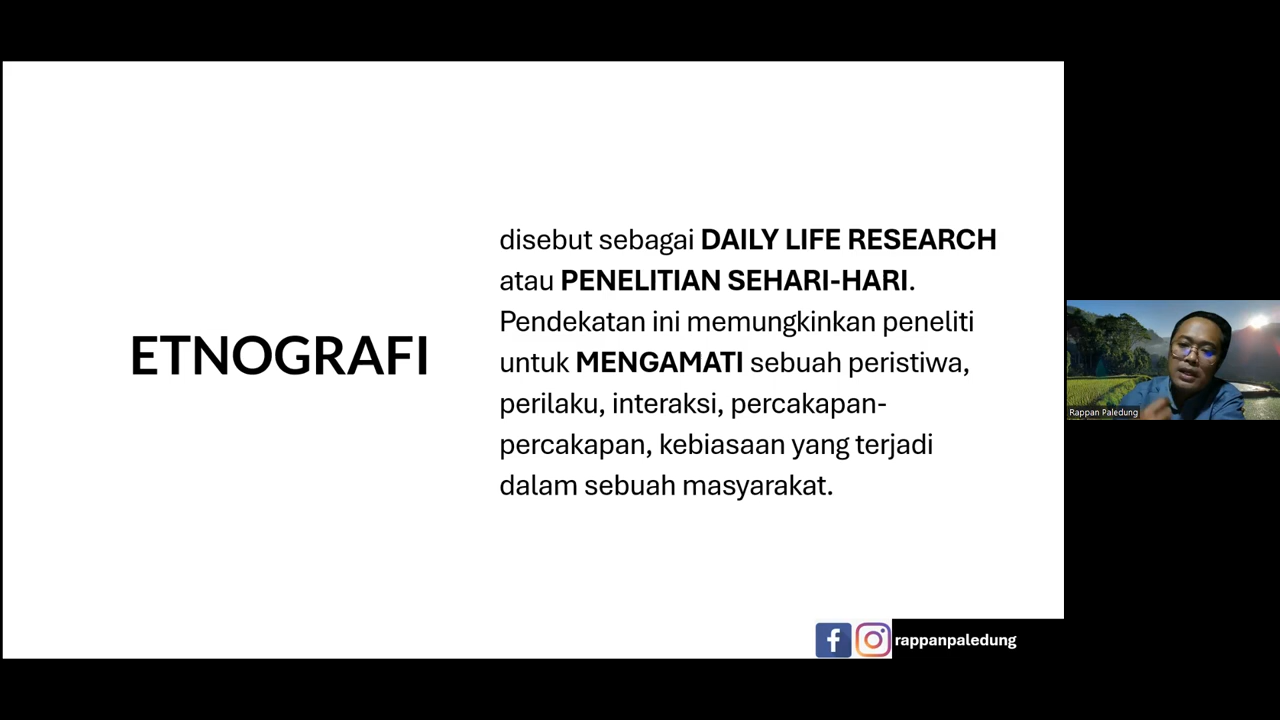 ETNOGRAFI
disebut sebagai DAILY LIFE RESEARCH
atau PENELITIAN SEHARI-HARI.
Pendekatan ini memungkinkan peneliti
untuk MENGAMATI sebuah peristiwa,
perilaku, interaksi, percakapan-
percakapan, kebiasaan yang terjadi
dalam sebuah masyarakat.
rappanpaledung
Rappan Paledung